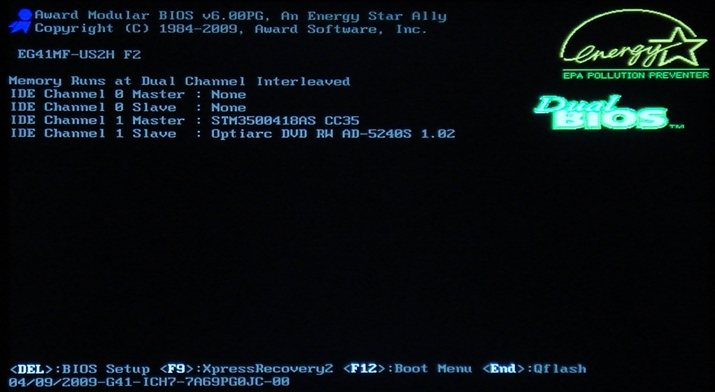 Award Modular BIOS v6.00PG, An Energy Star Ally
Copyright (C) 1984-2009, Award Software, Inc.
EG41MF-US2H F2
energy
EPA POLLUTION PREVENTER
Memory Runs at Dual Channel Interleaved
IDE Channel 0 Master : None
IDE Channel 0 Slave : None
IDE Channel 1 Master : STM3500418AS CC35
IDE Channel 1 Slave : Optiarc DVD RW AD-5240S 1.02
Dual
BIOS TM
<DEL>:BIOS Setup <F9>:XpressRecovery2 <F12>:Boot Menu <End>:Qflash
04/09/2009-G41-ICH7-7A69PG0JC-00